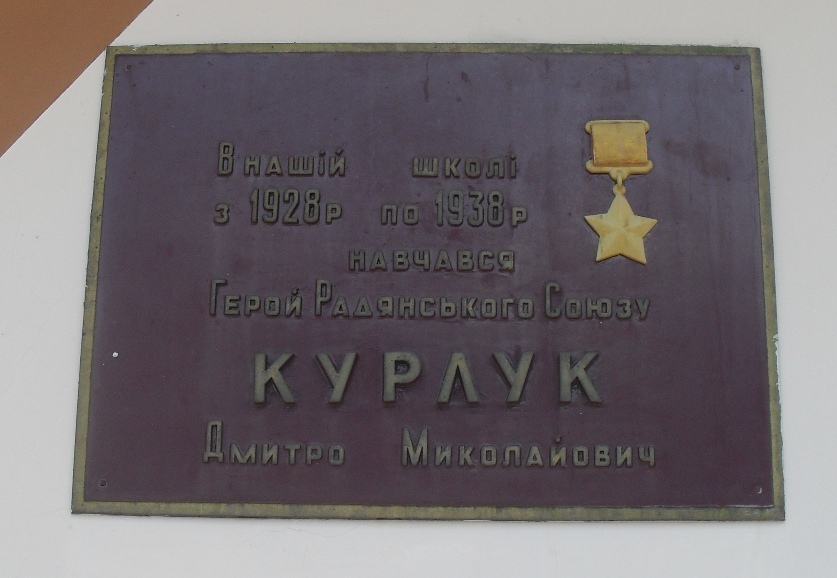 В нашій школі
з 1928р по 1938р
навчався
Герой Радянського Союзу
КУРЛУК
Дмитро Миколайович